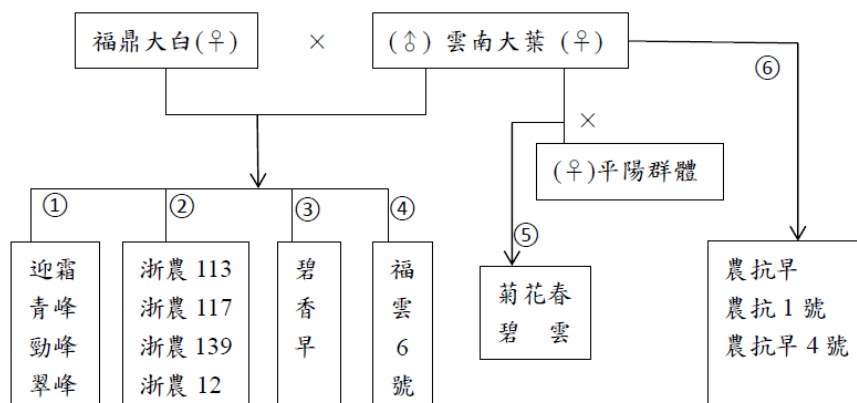 福鼎大白(♀)
×
(♂) 雲南大葉 (♀)
⑥
×
(♀)平陽群體
①
②
③
④
⑤
迎霜
青峰
勁峰
翠峰
浙農 113
浙農 117
浙農 139
浙農 12
碧
香
早
福
雲
6
號
菊花春
碧 雲
農抗早
農抗 1 號
農抗早 4 號